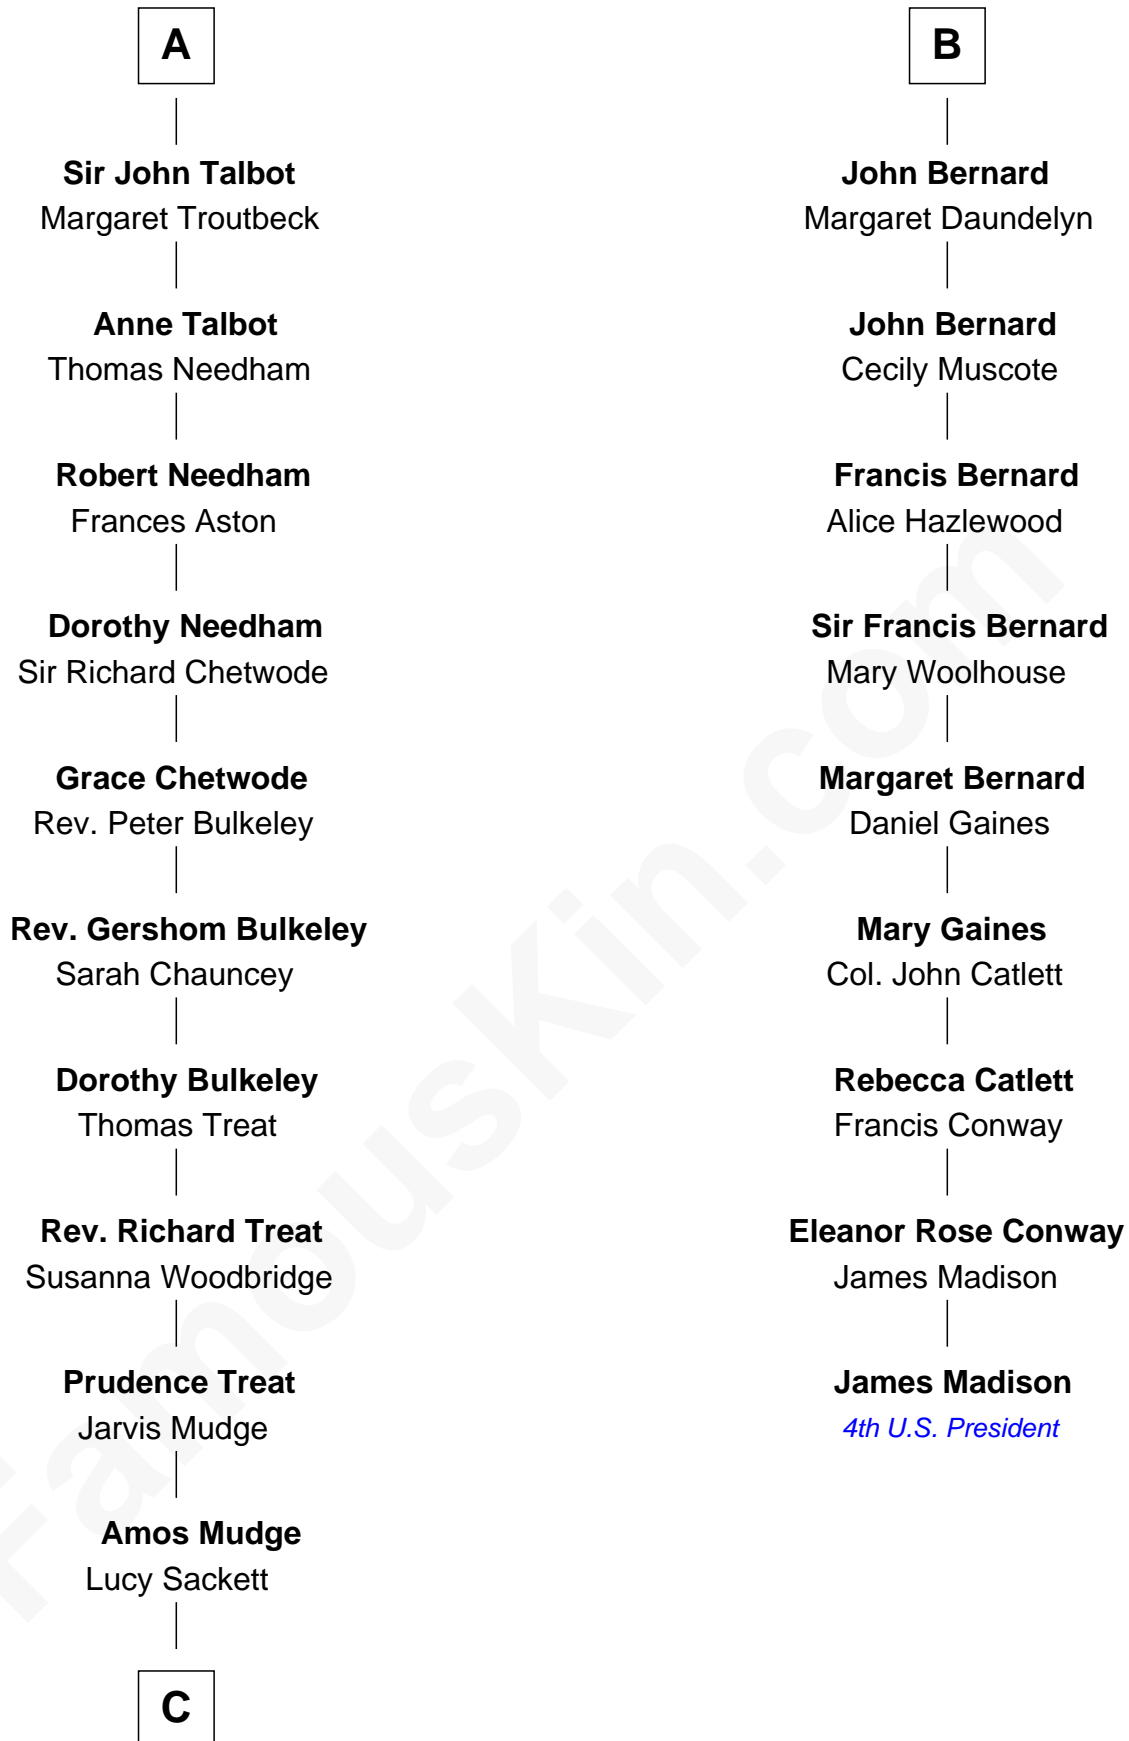 A
Sir John Talbot
Margaret Troutbeck
Anne Talbot
Thomas Needham
Robert Needham
Frances Aston
Dorothy Needham
Sir Richard Chetwode
Grace Chetwode
Rev. Peter Bulkeley
Rev. Gershom Bulkeley
Sarah Chauncey
Dorothy Bulkeley
Thomas Treat
Rev. Richard Treat
Susanna Woodbridge
Prudence Treat
Jarvis Mudge
Amos Mudge
Lucy Sackett
C
B
John Bernard
Margaret Daundelyn
John Bernard
Cecily Muscote
Francis Bernard
Alice Hazlewood
Sir Francis Bernard
Mary Woolhouse
Margaret Bernard
Daniel Gaines
Mary Gaines
Col. John Catlett
Rebecca Catlett
Francis Conway
Eleanor Rose Conway
James Madison
James Madison
4th U.S. President
FamousKin.com